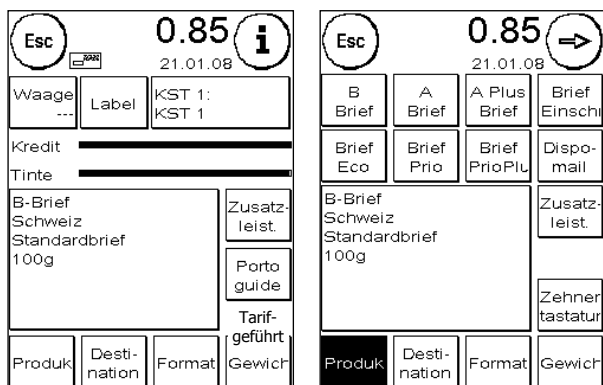 Esc
0.85
i
21.01.08
Waage
---
Label
KST 1:
KST 1
Kredit
Tinte
B-Brief
Schweiz
Standardbrief
100g
Zusatz-
leist.
Porto
guide
Tarif-
geführt
Produk
Desti-
nation
Format
Gewich
Esc
0.85
21.01.08
B
Brief
A
Brief
A Plus
Brief
Brief
Einschr
Brief
Eco
Brief
Prio
Brief
PrioPlu
Dispo-
mail
B-Brief
Schweiz
Standardbrief
100g
Zusatz-
leist.
Zehner
tastatur
Produk
Desti-
nation
Format
Gewich